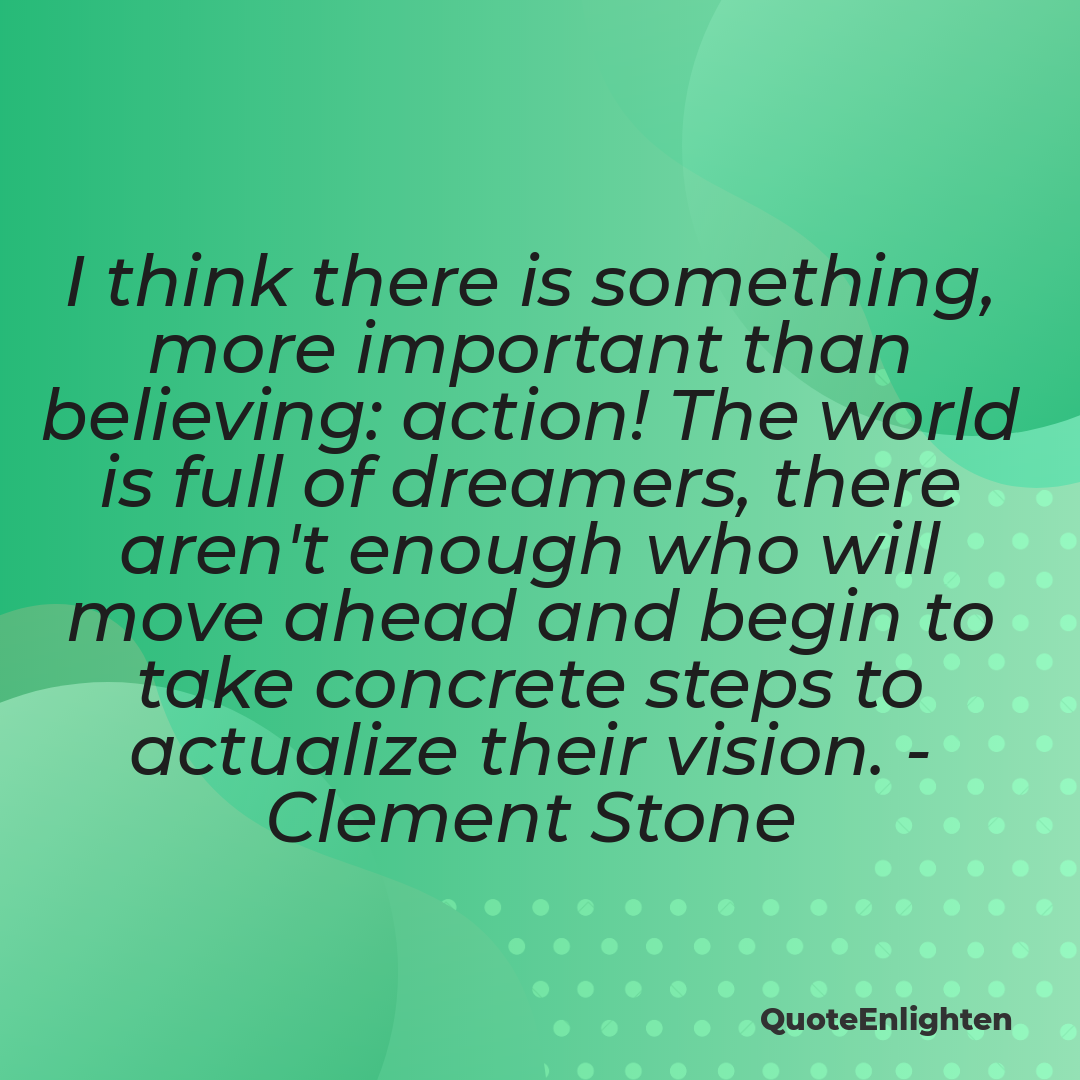 I think there is something,
more important than
believing: action! The world
is full of dreamers, there
aren't enough who will
move ahead and begin to
take concrete steps to
actualize their vision. -
Clement Stone
QuoteEnlighten